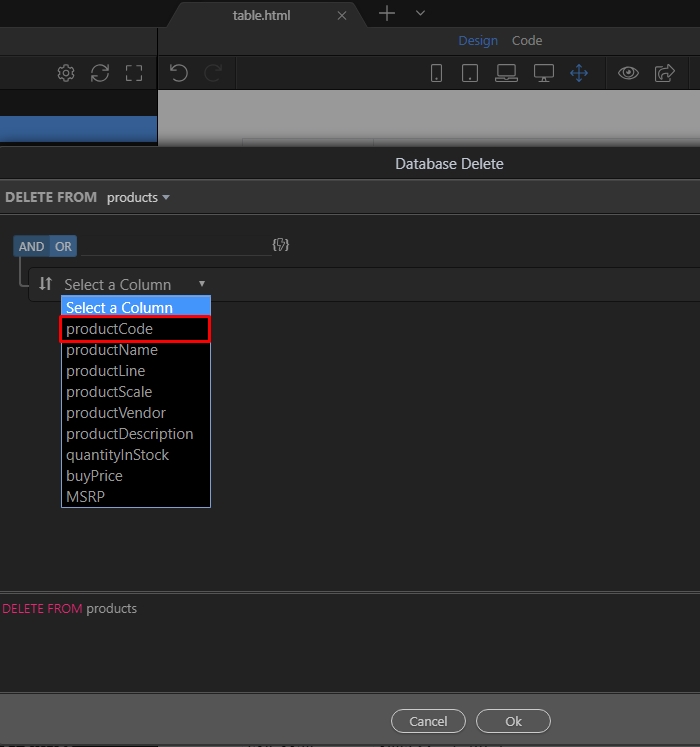 table.html
Design Code
Database Delete
DELETE FROM products
AND OR
Select a Column
Select a Column
productCode
productName
productLine
productScale
productVendor
productDescription
quantityInStock
buyPrice
MSRP
DELETE FROM products
Cancel Ok